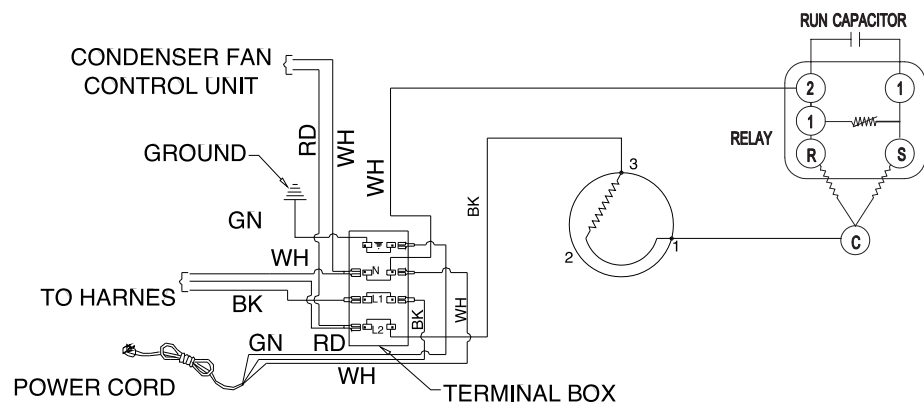 RUN CAPACITOR
CONDENSER FAN
CONTROL UNIT
2
1
1
RELAY
R
S
C
RD
WH
WH
BK
GROUND
GN
3
2
1
WH
N
TO HARNES
BK
L1
L2
BK
WH
GN
RD
WH
POWER CORD
TERMINAL BOX